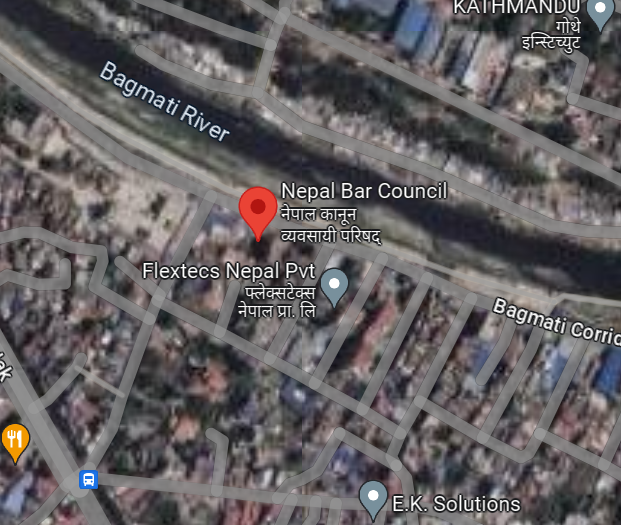 KATHMANDU
गोथे
इन्स्टिच्युट
Bagmati River
Nepal Bar Council
नेपाल कानून
व्यवसायी परिषद्
Flextecs Nepal Pvt
फ्लेक्सटेक्स
नेपाल प्रा. लि
Bagmati Corrid
E.K. Solutions